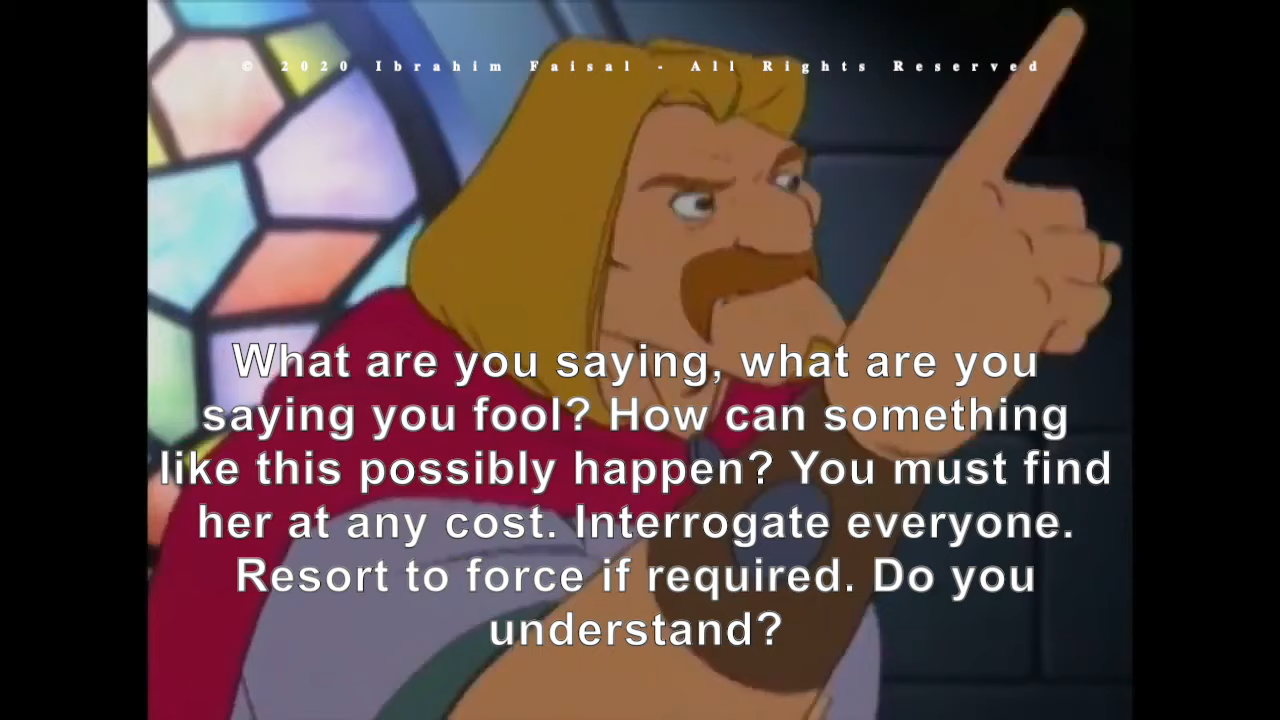 © 2020 Ibrahim Faisal - All Rights Reserved
What are you saying, what are you
saying you fool? How can something
like this possibly happen? You must find
her at any cost. Interrogate everyone.
Resort to force if required. Do you
understand?